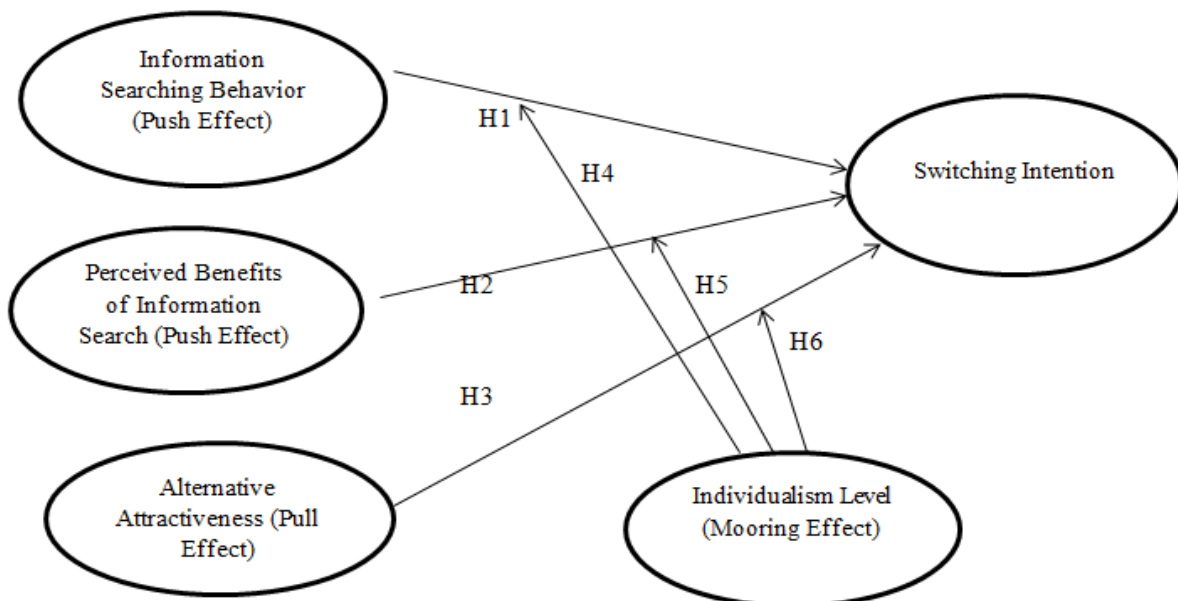 Information
Searching Behavior
(Push Effect)
H1
H4
Switching Intention
Perceived Benefits
of Information
Search (Push Effect)
H2
H5
H6
H3
Alternative
Attractiveness (Pull
Effect)
Individualism Level
(Mooring Effect)